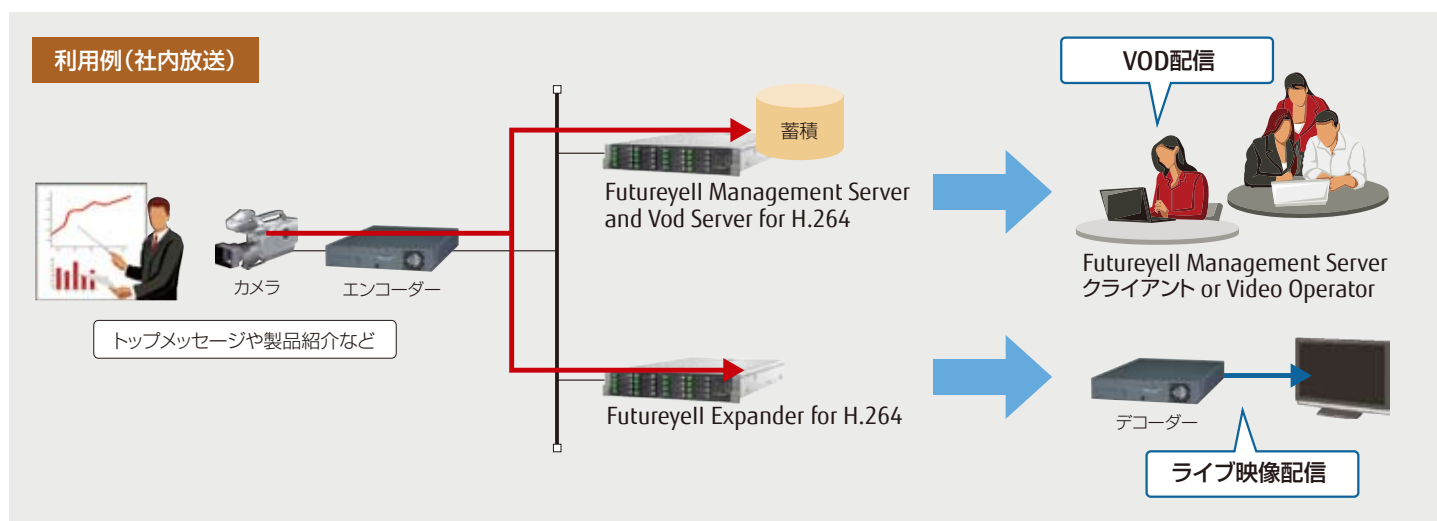 利用例(社内放送)
VOD配信
蓄積
Futureyell Management Server
and Vod Server for H.264
カメラ
エンコーダー
トップメッセージや製品紹介など
Futureyell Management Server
クライアント or Video Operator
Futureyell Expander for H.264
デコーダー
ライブ映像配信